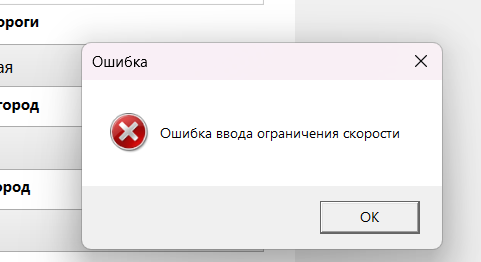 ороги
Ошибка
ая
город
Ошибка ввода ограничения скорости
ород
OK